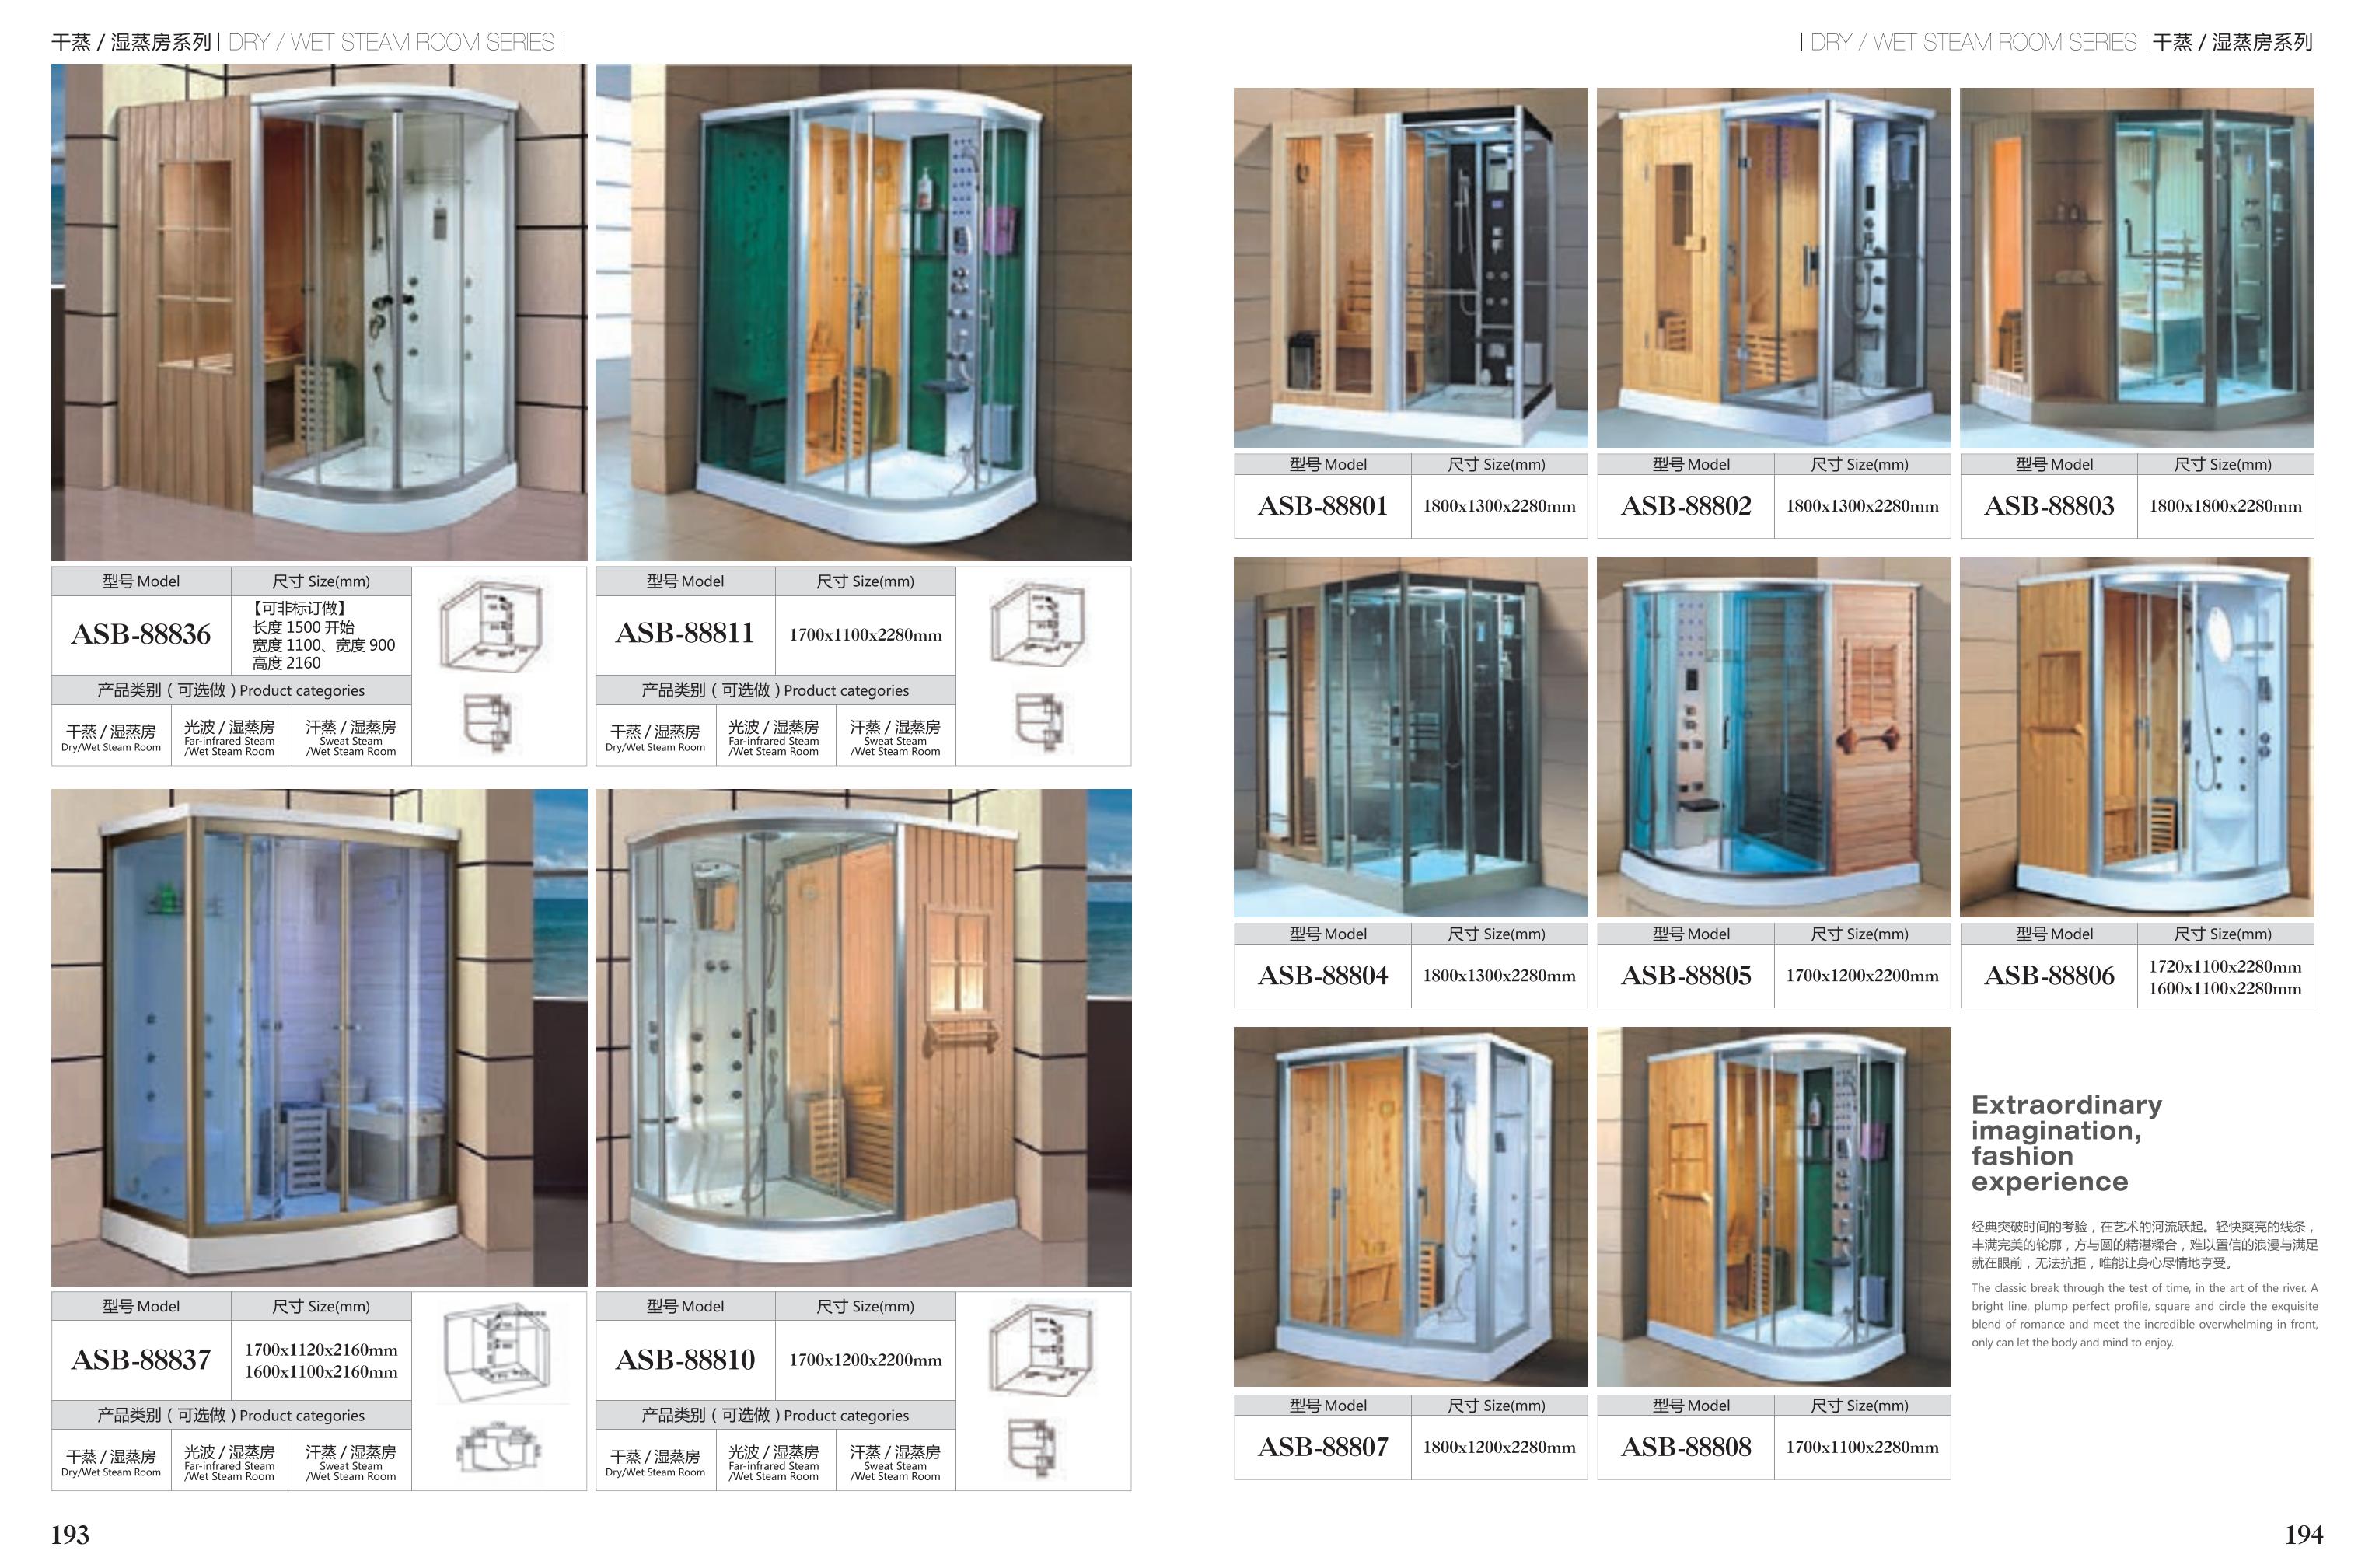 干蒸 / 湿蒸房系列 | DRY / WET STEAM ROOM SERIES |
型号 Model
尺寸 Size(mm)
ASB-88836
【可非标订做】
长度 1500 开始
宽度 1100、宽度 900
高度 2160
产品类别 ( 可选做 ) Product categories
干蒸 / 湿蒸房
Dry/Wet Steam Room
光波 / 湿蒸房
Far-infrared Steam
/Wet Steam Room
汗蒸 / 湿蒸房
Sweat Steam
/Wet Steam Room
型号 Model
尺寸 Size(mm)
ASB-88811
1700x1100x2280mm
产品类别 ( 可选做 ) Product categories
干蒸 / 湿蒸房
Dry/Wet Steam Room
光波 / 湿蒸房
Far-infrared Steam
/Wet Steam Room
汗蒸 / 湿蒸房
Sweat Steam
/Wet Steam Room
型号 Model
尺寸 Size(mm)
ASB-88837
1700x1120x2160mm
1600x1100x2160mm
产品类别 ( 可选做 ) Product categories
干蒸 / 湿蒸房
Dry/Wet Steam Room
光波 / 湿蒸房
Far-infrared Steam
/Wet Steam Room
汗蒸 / 湿蒸房
Sweat Steam
/Wet Steam Room
型号 Model
尺寸 Size(mm)
ASB-88810
1700x1200x2200mm
产品类别 ( 可选做 ) Product categories
干蒸 / 湿蒸房
Dry/Wet Steam Room
光波 / 湿蒸房
Far-infrared Steam
/Wet Steam Room
汗蒸 / 湿蒸房
Sweat Steam
/Wet Steam Room
193
| DRY / WET STEAM ROOM SERIES | 干蒸 / 湿蒸房系列
型号 Model
尺寸 Size(mm)
ASB-88801
1800x1300x2280mm
型号 Model
尺寸 Size(mm)
ASB-88802
1800x1300x2280mm
型号 Model
尺寸 Size(mm)
ASB-88803
1800x1800x2280mm
型号 Model
尺寸 Size(mm)
ASB-88804
1800x1300x2280mm
型号 Model
尺寸 Size(mm)
ASB-88805
1700x1200x2200mm
型号 Model
尺寸 Size(mm)
ASB-88806
1720x1100x2280mm
1600x1100x2280mm
型号 Model
尺寸 Size(mm)
ASB-88807
1800x1200x2280mm
型号 Model
尺寸 Size(mm)
ASB-88808
1700x1100x2280mm
Extraordinary
imagination,
fashion
experience
经典突破时间的考验，在艺术的河流跃起。轻快爽亮的线条，
丰满完美的轮廓，方与圆的精湛糅合，难以置信的浪漫与满足
就在眼前，无法抗拒，唯能让身心尽情地享受。
The classic break through the test of time, in the art of the river. A
bright line, plump perfect profile, square and circle the exquisite
blend of romance and meet the incredible overwhelming in front,
only can let the body and mind to enjoy.
194